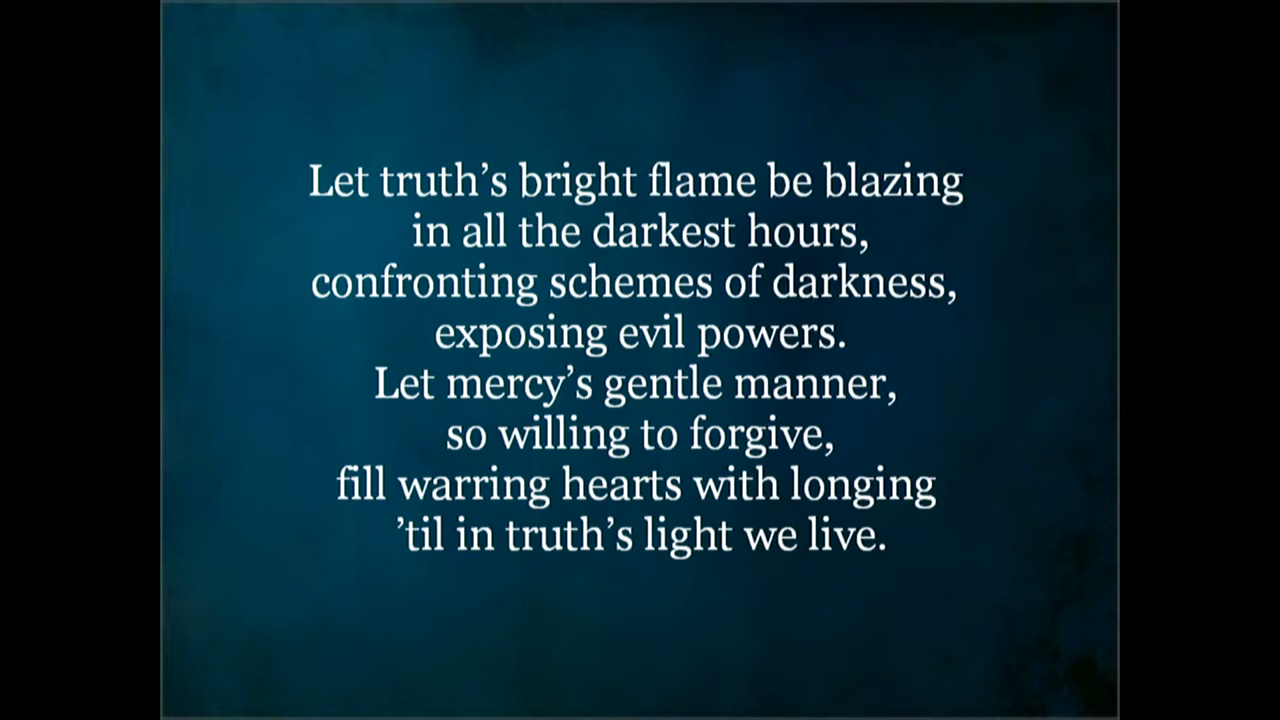 Let truth’s bright flame be blazing
in all the darkest hours,
confronting schemes of darkness,
exposing evil powers.
Let mercy’s gentle manner,
so willing to forgive,
fill warring hearts with longing
’til in truth’s light we live.